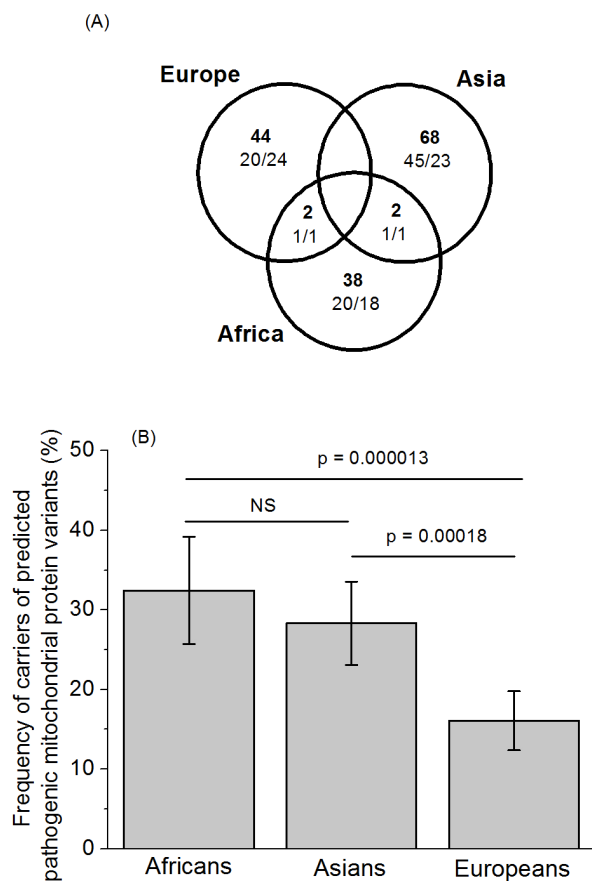 (A)
Europe
Asia
44
20/24
68
45/23
2
1/1
2
1/1
38
20/18
Africa
(B)
Frequency of carriers of predicted
pathogenic mitochondrial protein variants (%)
50
40
30
20
10
0
p = 0.000013
NS
p = 0.00018
Africans
Asians
Europeans